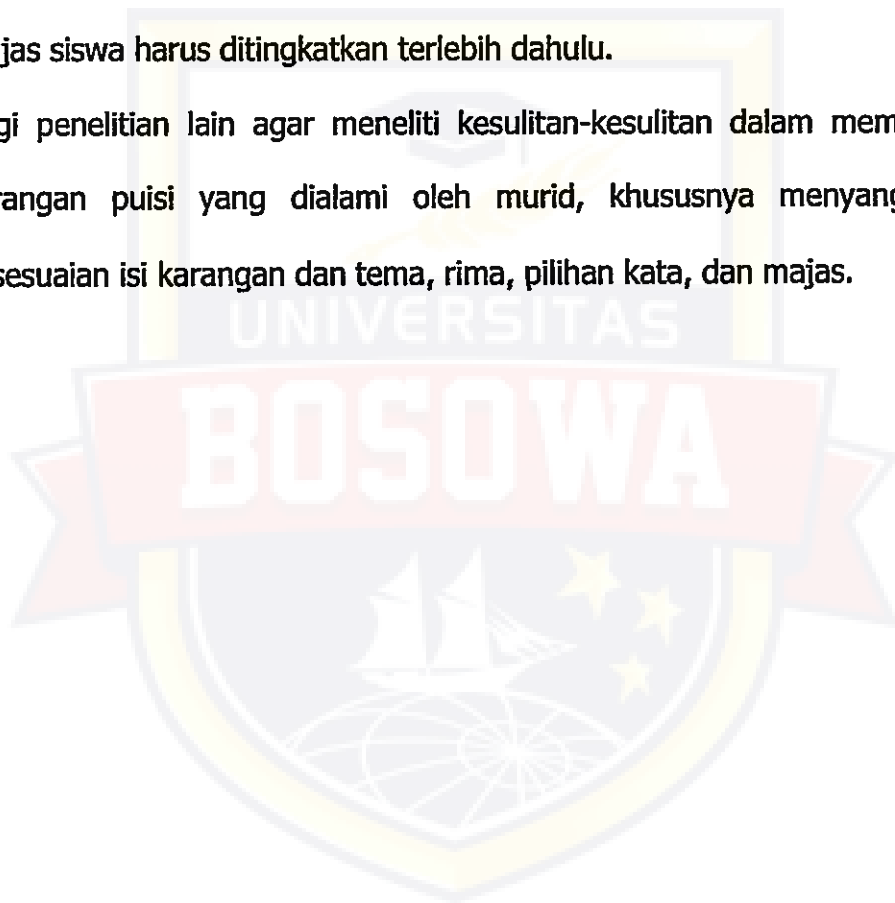 jas siswa harus ditingkatkan terlebih dahulu.
gi penelitian lain agar meneliti kesulitan-kesulitan dalam mem
rangan puisi yang dialami oleh murid, khususnya menyang
sesuaian isi karangan dan tema, rima, pilihan kata, dan majas.
UNIVERSITAS
BOSOWA